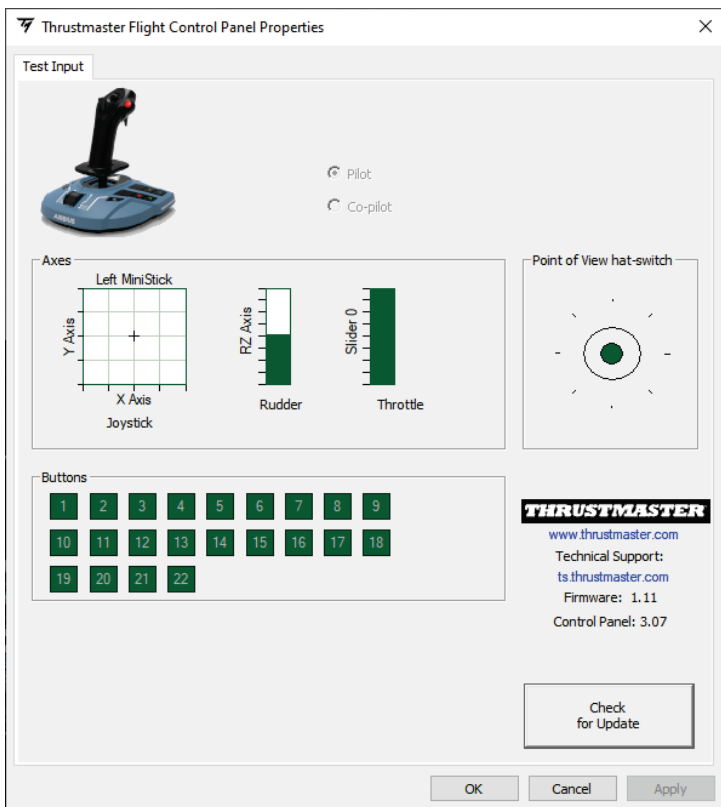 Thrustmaster Flight Control Panel Properties
Test Input
AIRBUS
Pilot
Co-pilot
Axes
Left MiniStick
Y Axis
X Axis
Joystick
RZ Axis
Rudder
Slider 0
Throttle
Point of View hat-switch
Buttons
1 2 3 4 5 6 7 8 9
10 11 12 13 14 15 16 17 18
19 20 21 22
THRUSTMASTER
www.thrustmaster.com
Technical Support:
ts.thrustmaster.com
Firmware: 1.11
Control Panel: 3.07
Check
for Update
OK Cancel Apply